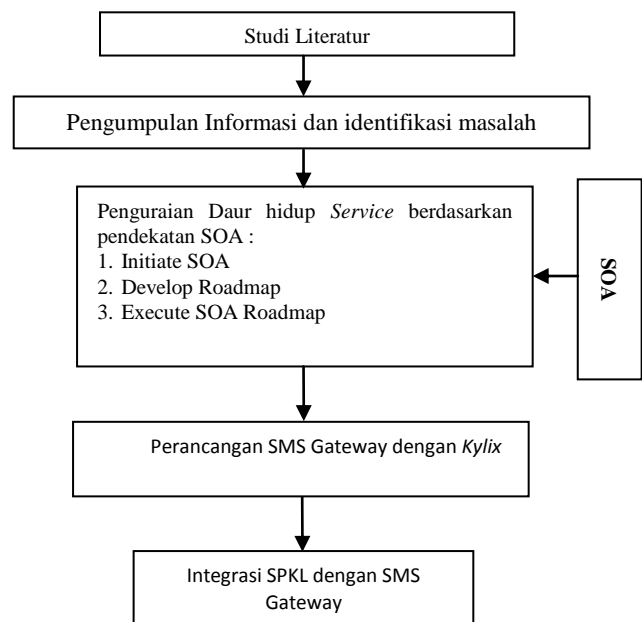 Studi Literatur
Pengumpulan Informasi dan identifikasi masalah
Penguraian Daur hidup Service berdasarkan
pendekatan SOA :
1. Initiate SOA
2. Develop Roadmap
3. Execute SOA Roadmap
SOA
Perancangan SMS Gateway dengan Kylix
Integrasi SPKL dengan SMS
Gateway